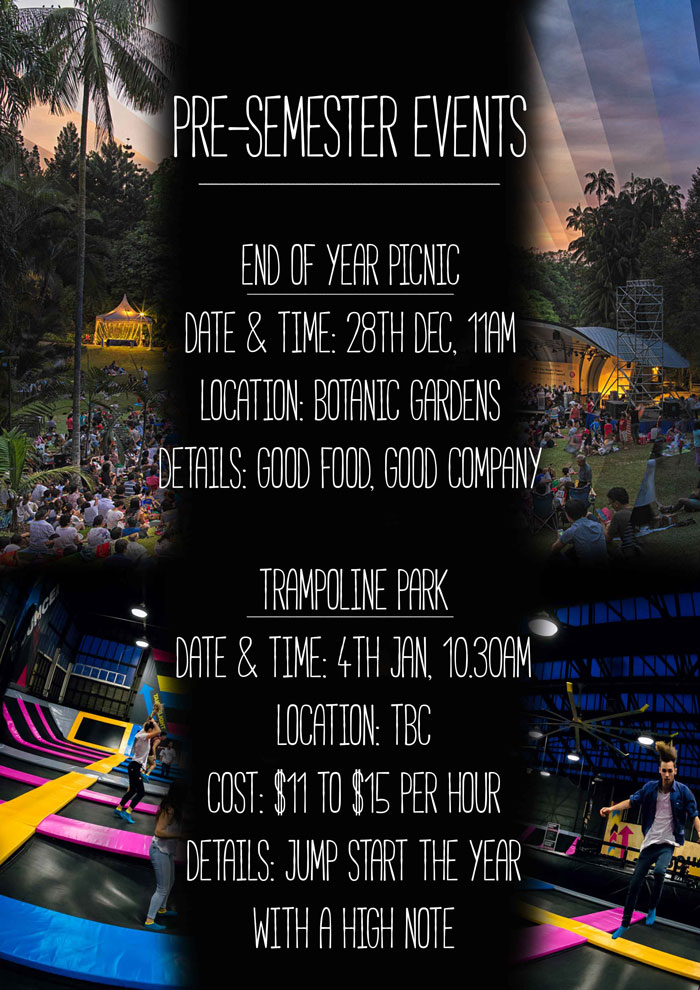 PRE-SEMESTER EVENTS
END OF YEAR PICNIC
DATE & TIME: 28TH DEC, 11AM
LOCATION: BOTANIC GARDENS
DETAILS: GOOD FOOD, GOOD COMPANY
TRAMPOLINE PARK
DATE & TIME: 4TH JAN, 10.30AM
LOCATION: TBC
COST: $11 TO $15 PER HOUR
DETAILS: JUMP START THE YEAR
WITH A HIGH NOTE